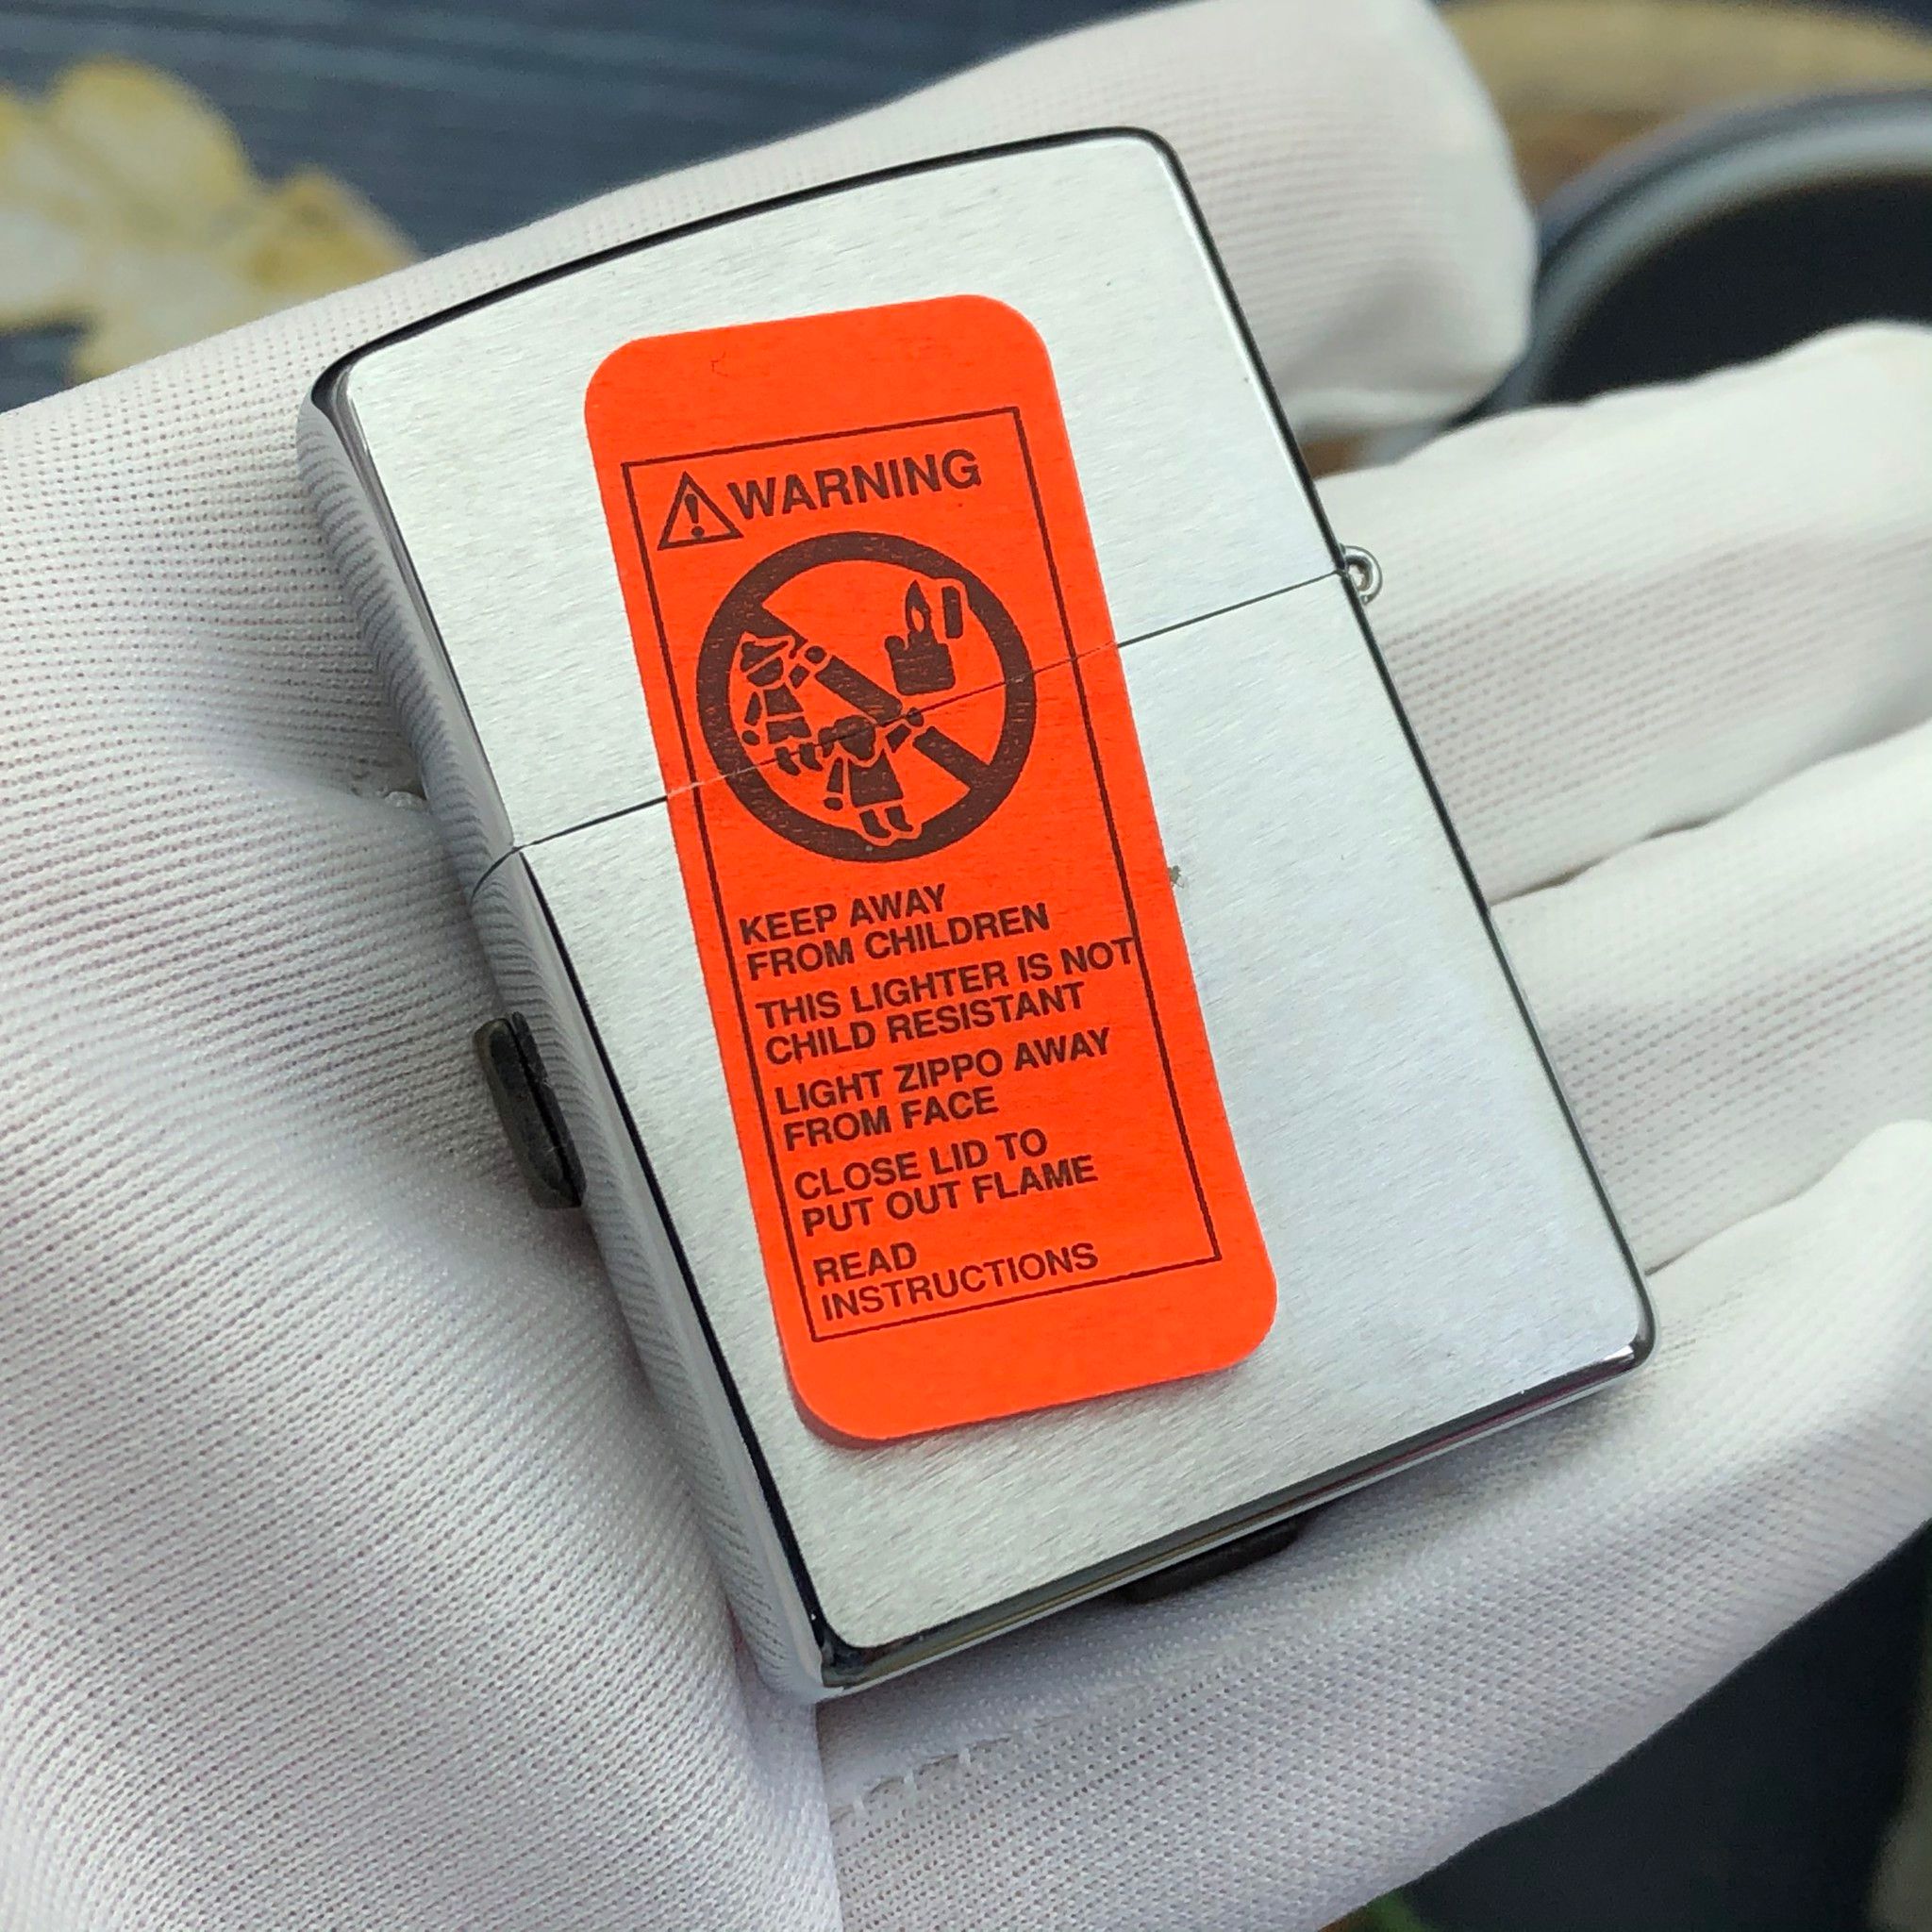 WARNING
KEEP AWAY
FROM CHILDREN
THIS LIGHTER IS NOT
CHILD RESISTANT
LIGHT ZIPPO AWAY
FROM FACE
CLOSE LID TO
PUT OUT FLAME
READ
INSTRUCTIONS